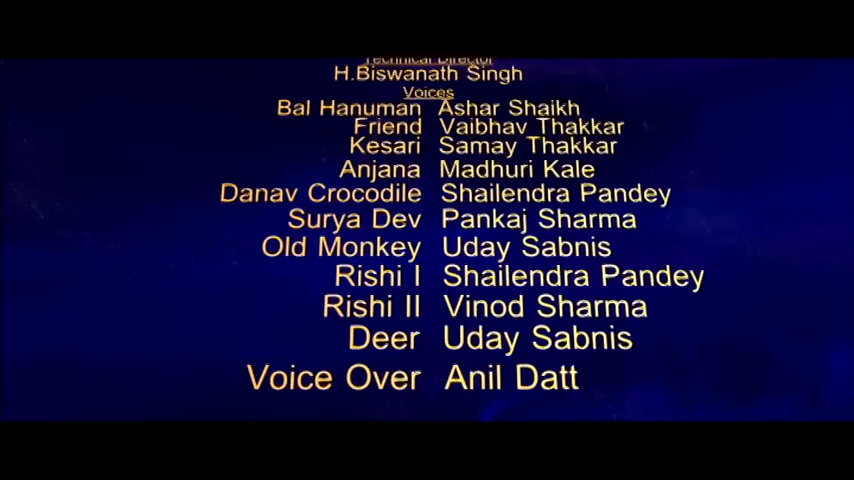 Technical Director
H.Biswanath Singh
Voices
Bal Hanuman Ashar Shaikh
Friend Vaibhav Thakkar
Kesari Samay Thakkar
Anjana Madhuri Kale
Danav Crocodile Shailendra Pandey
Surya Dev Pankaj Sharma
Old Monkey Uday Sabnis
Rishi I Shailendra Pandey
Rishi II Vinod Sharma
Deer Uday Sabnis
Voice Over Anil Datt